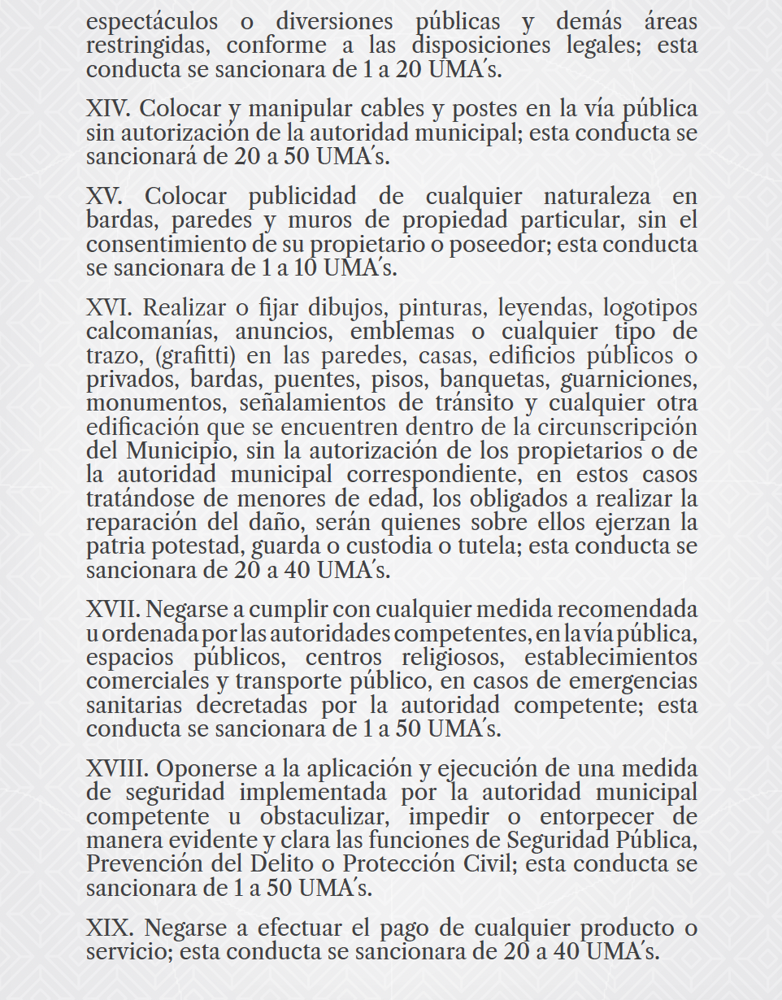 espectáculos o diversiones públicas y demás áreas
restringidas, conforme a las disposiciones legales; esta
conducta se sancionara de 1 a 20 UMA´s.
XIV. Colocar y manipular cables y postes en la vía pública
sin autorización de la autoridad municipal; esta conducta se
sancionará de 20 a 50 UMA´s.
XV. Colocar publicidad de cualquier naturaleza en
bardas, paredes y muros de propiedad particular, sin el
consentimiento de su propietario o poseedor; esta conducta
se sancionara de 1 a 10 UMA´s.
XVI. Realizar o fijar dibujos, pinturas, leyendas, logotipos
calcomanías, anuncios, emblemas o cualquier tipo de
trazo, (grafitti) en las paredes, casas, edificios públicos o
privados, bardas, puentes, pisos, banquetas, guarniciones,
monumentos, señalamientos de tránsito y cualquier otra
edificación que se encuentren dentro de la circunscripción
del Municipio, sin la autorización de los propietarios o de
la autoridad municipal correspondiente, en estos casos
tratándose de menores de edad, los obligados a realizar la
reparación del daño, serán quienes sobre ellos ejerzan la
patria potestad, guarda o custodia o tutela; esta conducta se
sancionara de 20 a 40 UMA´s.
XVII. Negarse a cumplir con cualquier medida recomendada
u ordenada por las autoridades competentes, en la vía pública,
espacios públicos, centros religiosos, establecimientos
comerciales y transporte público, en casos de emergencias
sanitarias decretadas por la autoridad competente; esta
conducta se sancionara de 1 a 50 UMA´s.
XVIII. Oponerse a la aplicación y ejecución de una medida
de seguridad implementada por la autoridad municipal
competente u obstaculizar, impedir o entorpecer de
manera evidente y clara las funciones de Seguridad Pública,
Prevención del Delito o Protección Civil; esta conducta se
sancionara de 1 a 50 UMA´s.
XIX. Negarse a efectuar el pago de cualquier producto o
servicio; esta conducta se sancionara de 20 a 40 UMA´s.